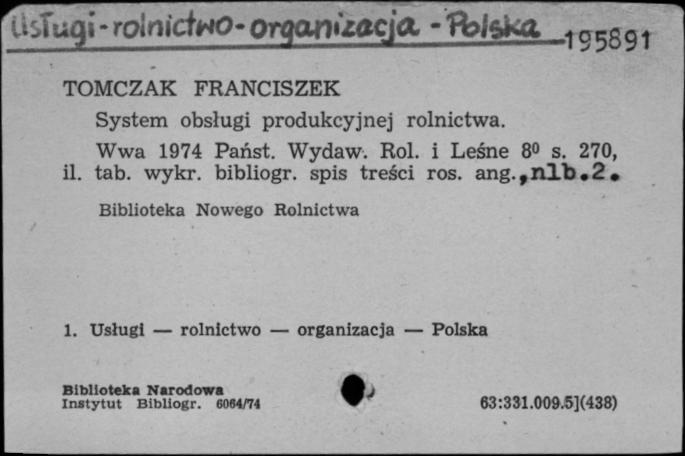 Usługi-rolnictwo-organizacja - Polska
195891
TOMCZAK FRANCISZEK
System obsługi produkcyjnej rolnictwa.
Wwa 1974 Państ. Wydaw. Rol. i Leśne 8⁰ s. 270,
il. tab. wykr. bibliogr. spis treści ros. ang.,nlb.2.
Biblioteka Nowego Rolnictwa
1. Usługi — rolnictwo — organizacja — Polska
Biblioteka Narodowa
Instytut Bibliogr. 6064/74
63:331.009.5](438)